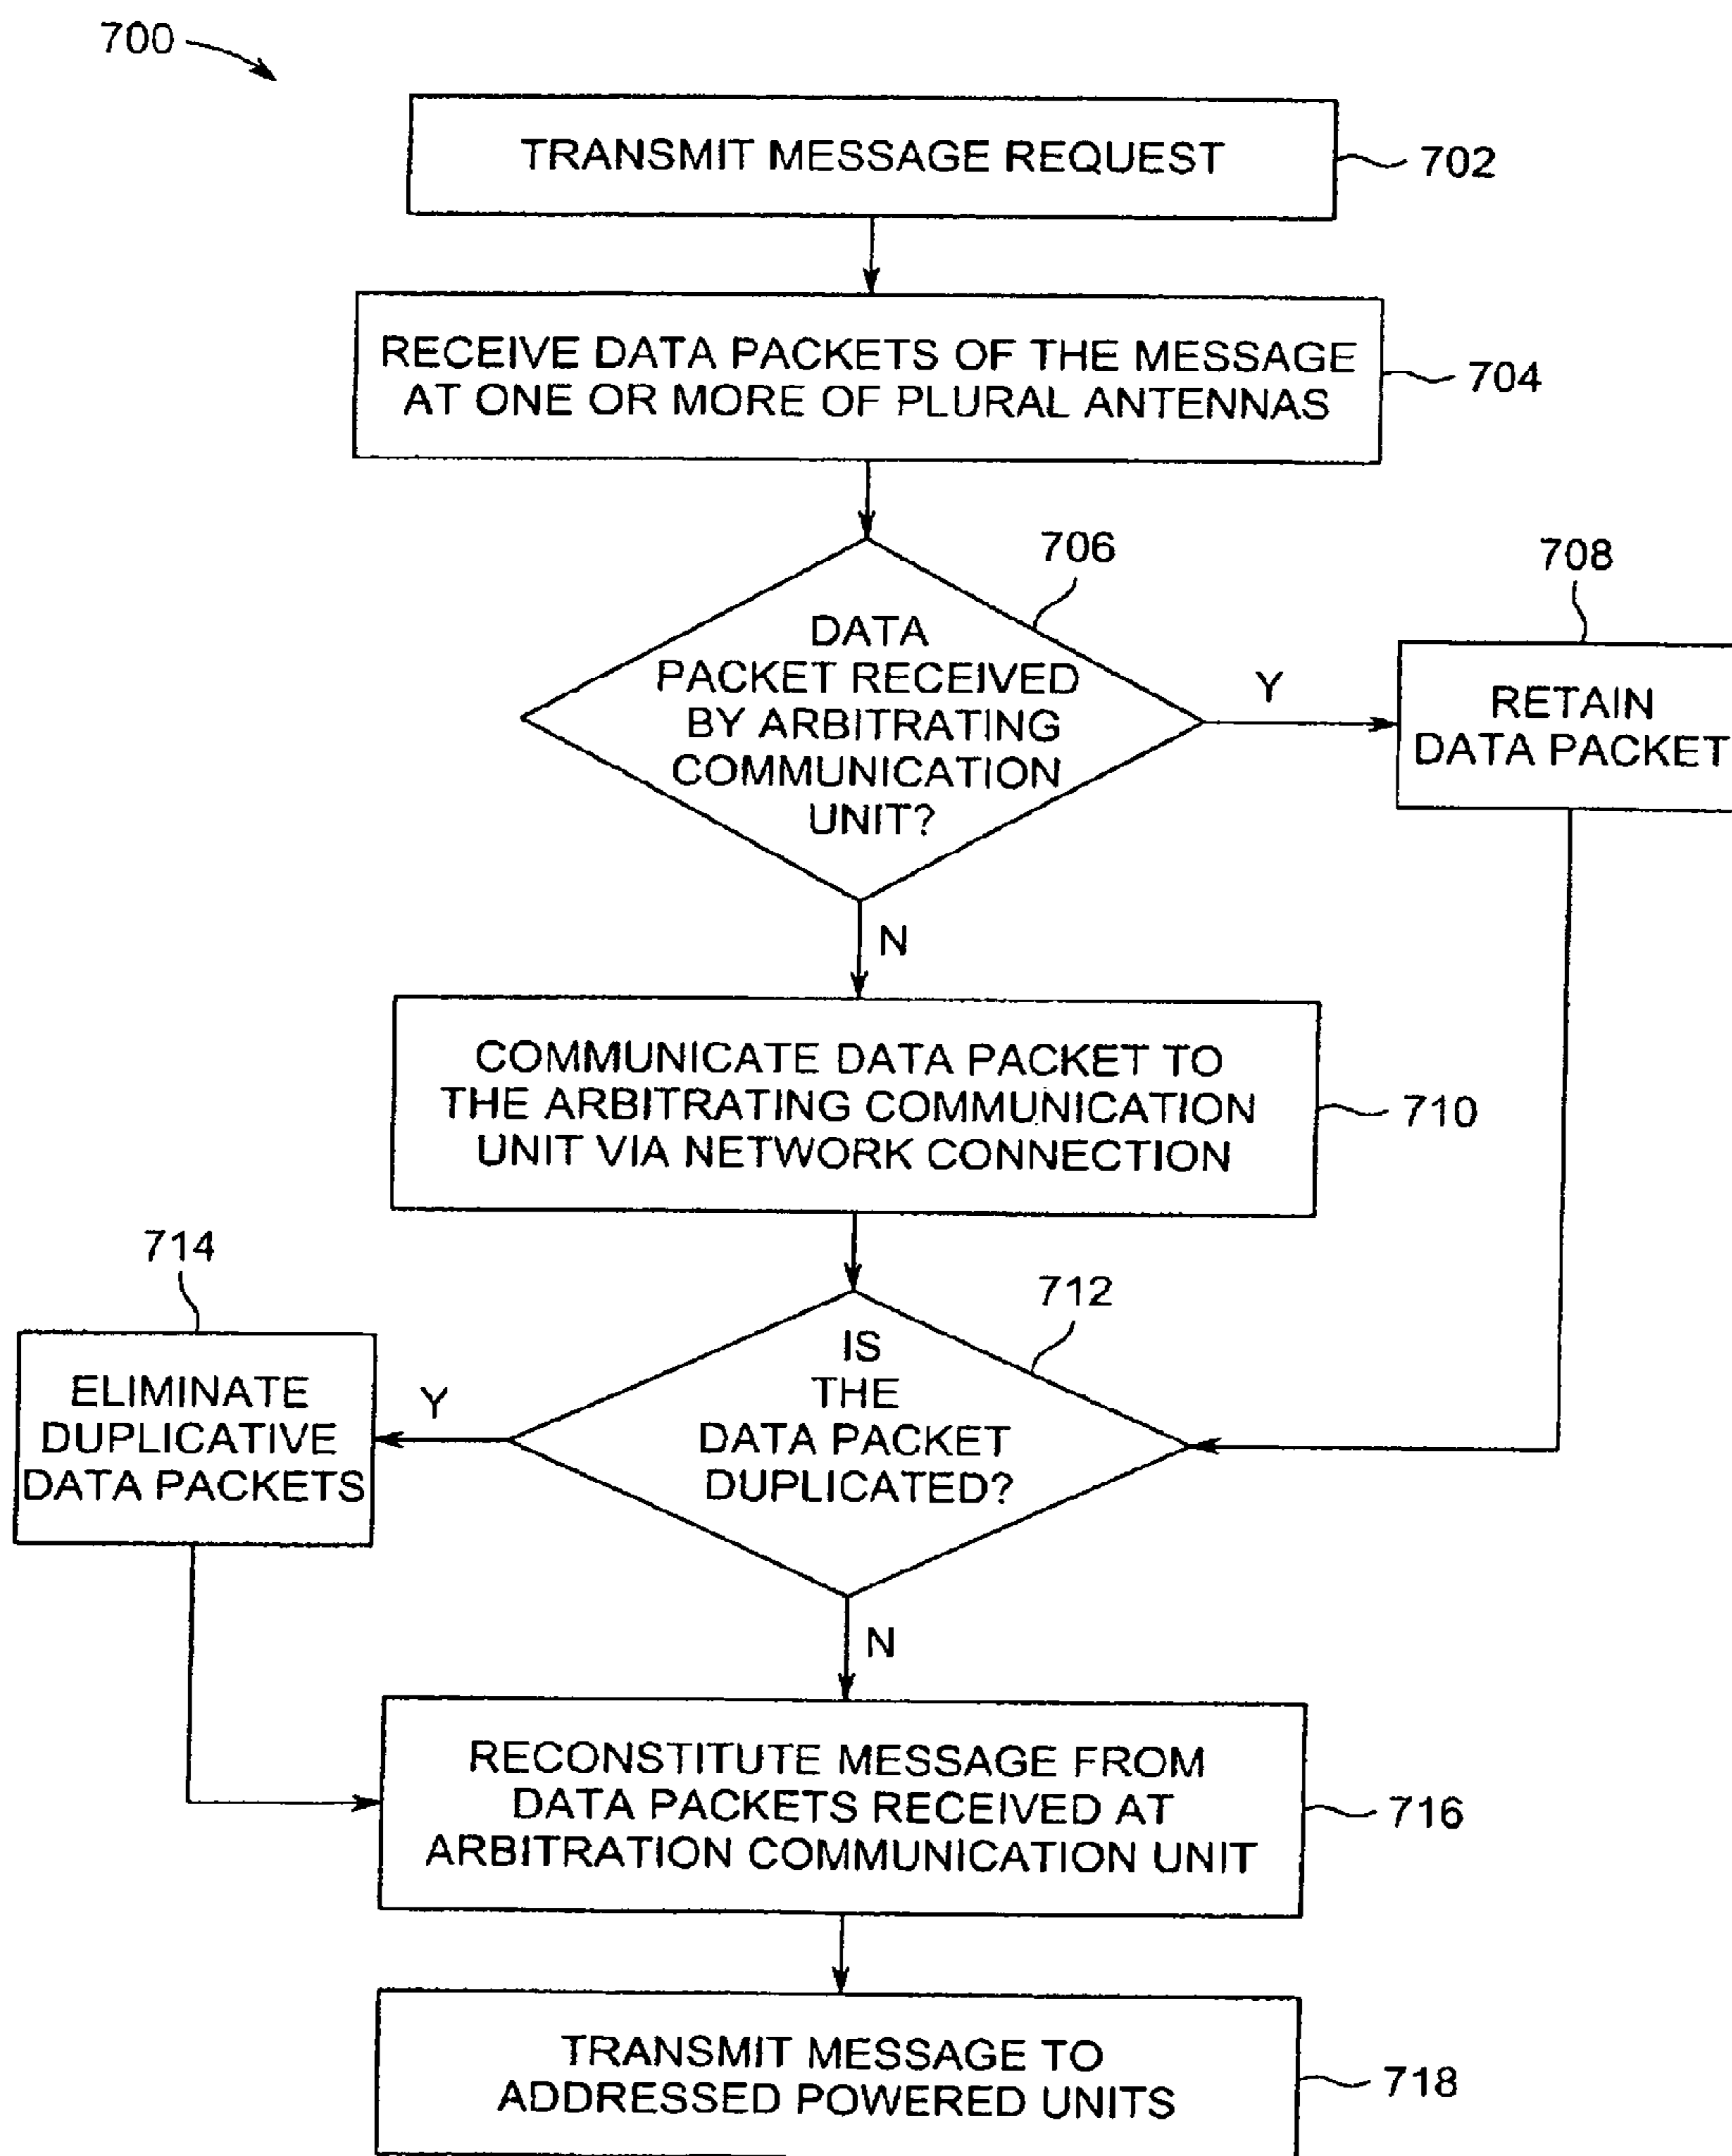 700
TRANSMIT MESSAGE REQUEST
702
RECEIVE DATA PACKETS OF THE MESSAGE
AT ONE OR MORE OF PLURAL ANTENNAS
704
706
DATA
PACKET RECEIVED
BY ARBITRATING
COMMUNICATION
UNIT?
Y
708
RETAIN
DATA PACKET
N
COMMUNICATE DATA PACKET TO
THE ARBITRATING COMMUNICATION
UNIT VIA NETWORK CONNECTION
710
712
IS
THE
DATA PACKET
DUPLICATED?
Y
714
ELIMINATE
DUPLICATIVE
DATA PACKETS
N
RECONSTITUTE MESSAGE FROM
DATA PACKETS RECEIVED AT
ARBITRATION COMMUNICATION UNIT
716
TRANSMIT MESSAGE TO
ADDRESSED POWERED UNITS
718